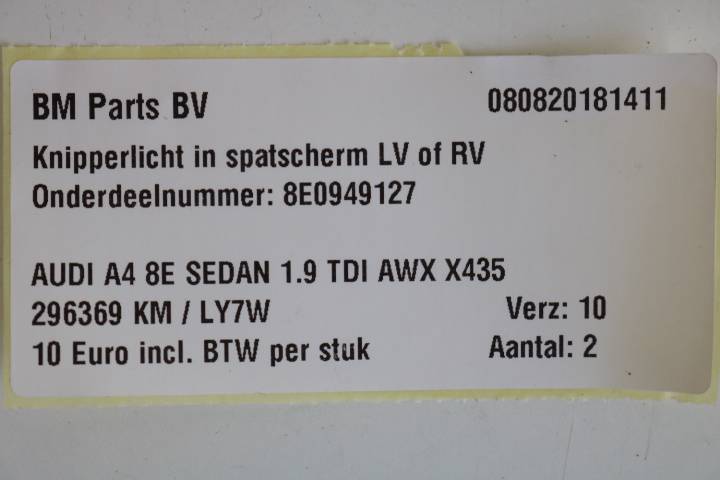 BM Parts BV 080820181411
Knipperlicht in spatscherm LV of RV
Onderdeelnummer: 8E0949127
AUDI A4 8E SEDAN 1.9 TDI AWX X435
296369 KM / LY7W Verz: 10
10 Euro incl. BTW per stuk Aantal: 2